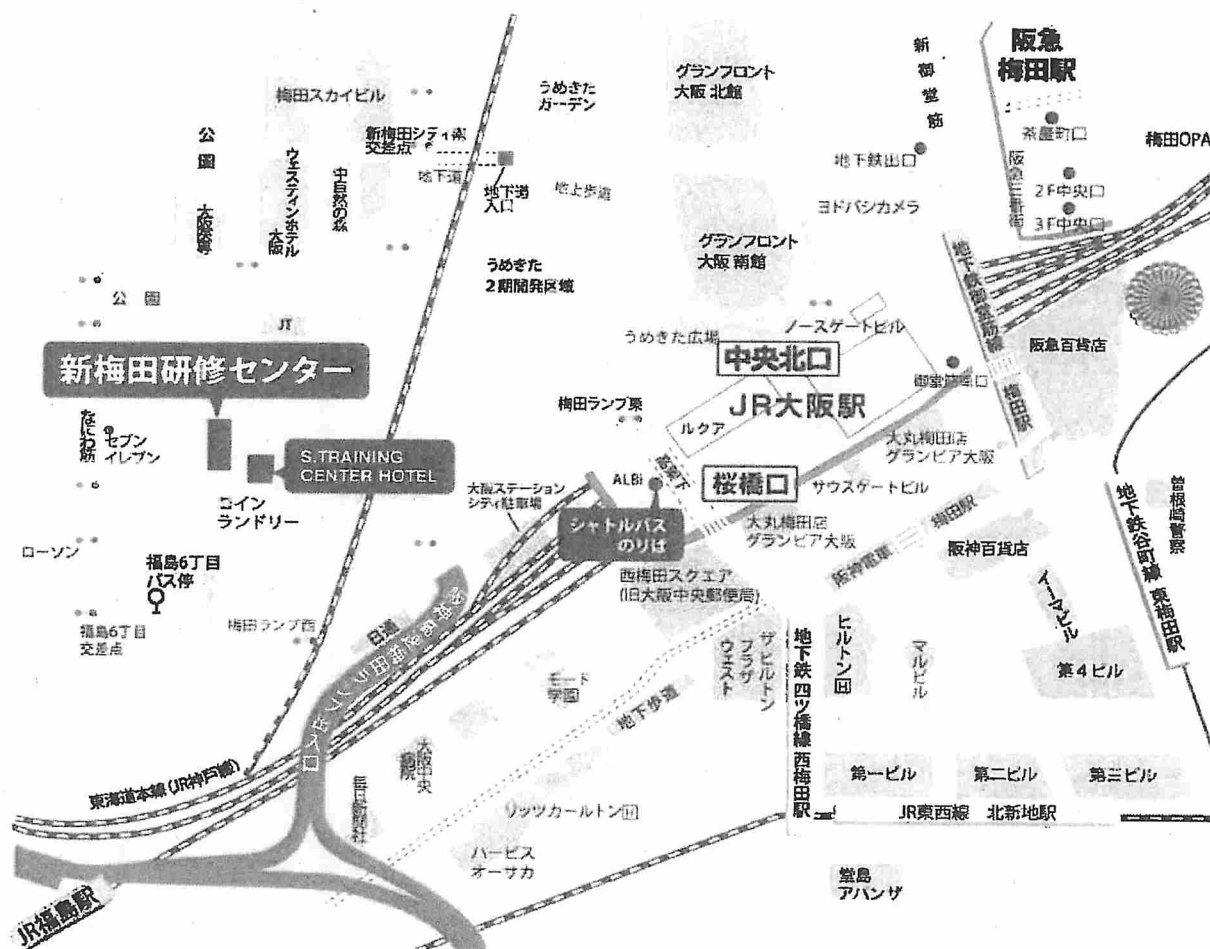 梅田スカイビル
うめきた
ガーデン
グランフロント
大阪 北館
新御堂筋
阪急
梅田駅
茶屋町口
梅田OPA
公園
大阪医専
ウェスティンホテル
大阪
中自然の森
交差点
地下道
地下道
入口
地上歩道
地下鉄出口
ヨドバシカメラ
阪急三番街
2F中央口
3F中央口
グランフロント
大阪 南館
うめきた
2期開発区域
公園
JT
うめきた広場
ノースゲートビル
地下鉄御堂筋線
梅田駅
阪急百貨店
中央北口
JR大阪駅
新梅田研修センター
ルクア
大丸梅田店
グランビア大阪
なにわ筋
セブン
イレブン
S.TRAINING
CENTER HOTEL
大阪ステーション
シティ駐車場
ALBi
高架下
桜橋口
サウスゲートビル
コイン
ランドリー
シャトルバス
のりば
大丸梅田店
グランビア大阪
阪神電車
梅田駅
阪神百貨店
地下鉄谷町線 東梅田駅
曽根崎警察
ローソン
福島6丁目
バス停
西梅田スクエア
(旧大阪中央郵便局)
イーマビル
福島6丁目
交差点
梅田ランプ西
日通
モード
学園
地下歩道
ザヒルトン
プラザ
ウエスト
地下鉄 四ツ橋線 西梅田駅
ヒルトンH
マルビル
第4ビル
東海道本線(JR神戸線)
大阪中央
病院
毎日新聞社
リッツカールトンH
第一ビル
第二ビル
第三ビル
JR東西線 北新地駅
ハービス
オーサカ
堂島
アバンザ
JR福島駅